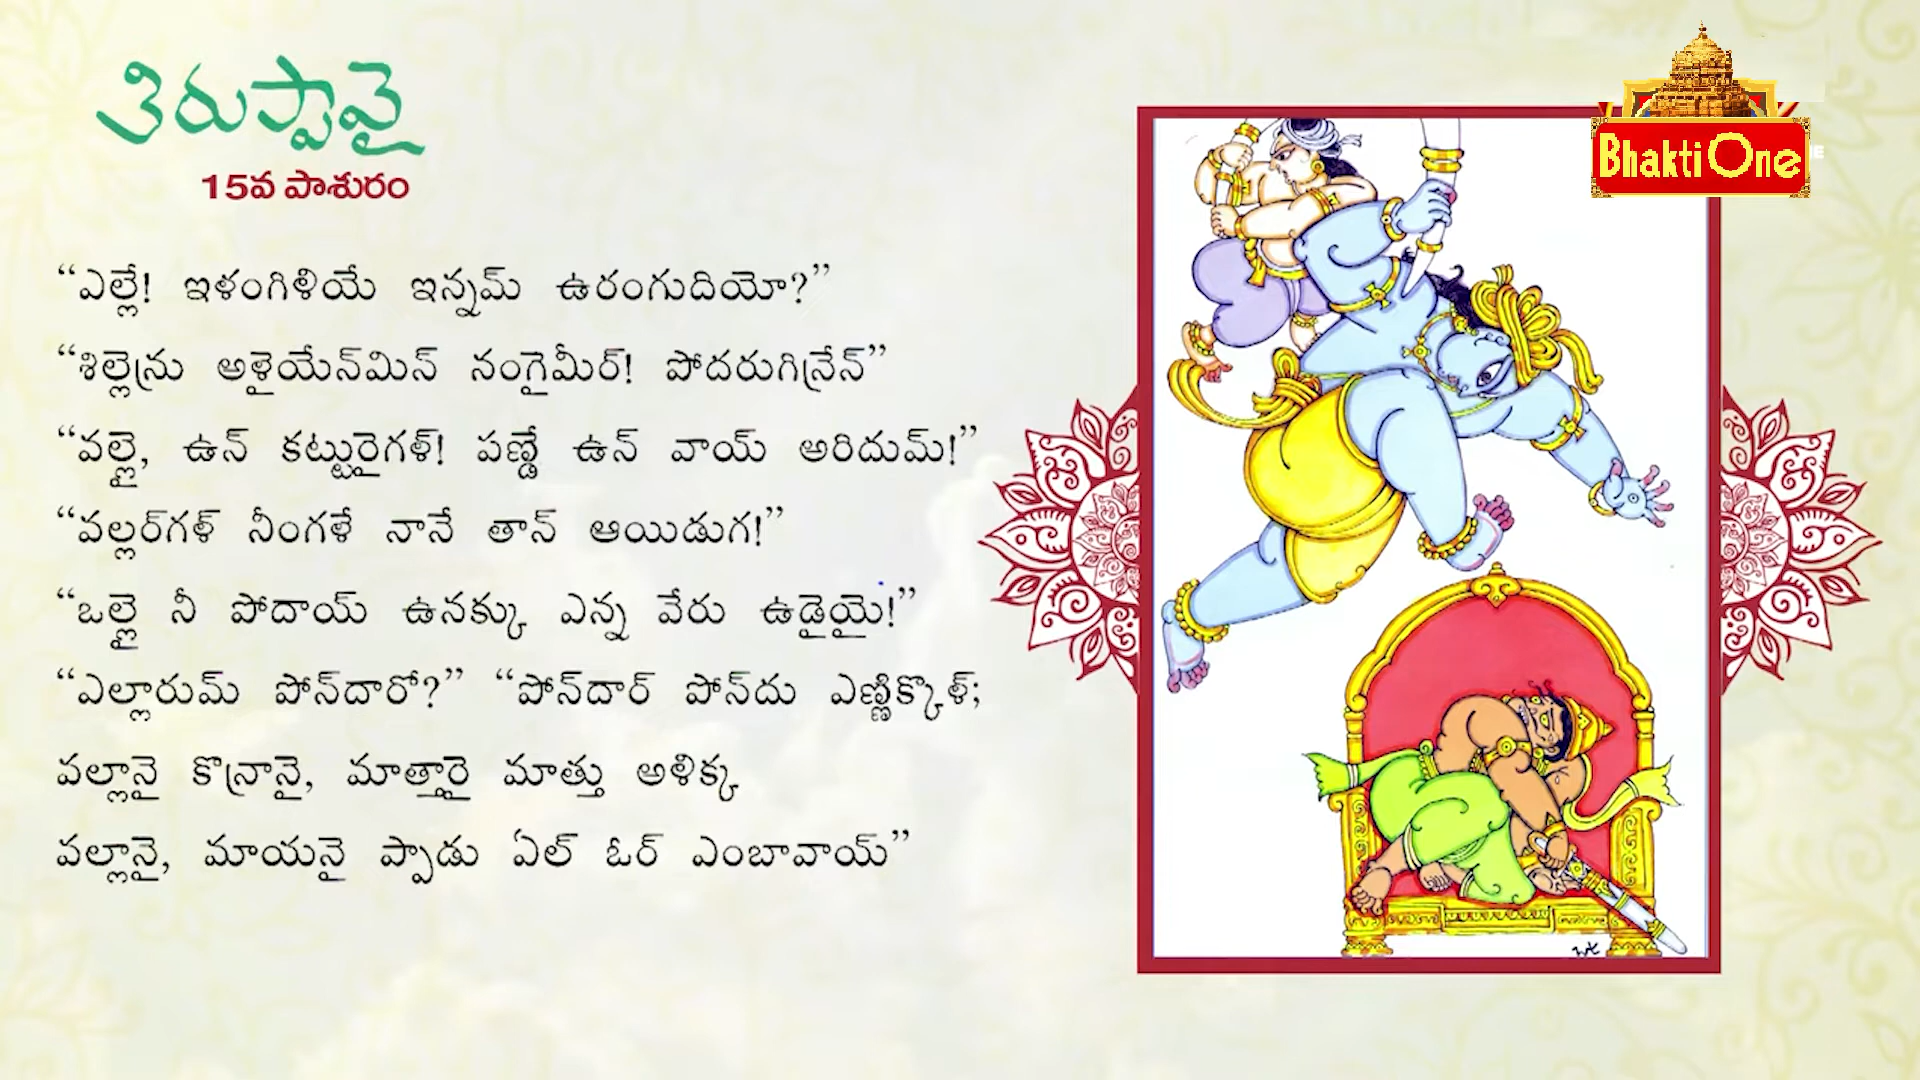 తిరుప్పావై
15వ పాశురం
“ఎల్లే! ఇళంగిళియే ఇన్నమ్ ఉరంగుదియో?”
“శిల్లెన్రు అళైయేన్‌మిన్ నంగైమీర్! పోదరుగిన్రేన్”
“వల్లై, ఉన్ కట్టురైగళ్! పణ్డే ఉన్ వాయ్ అరిదుమ్!”
“వల్లర్‌గళ్ నీంగళే నానే తాన్ ఆయిడుగ!”
“ఒల్లై నీ పోదాయ్ ఉనక్కు ఎన్న వేరు ఉడైయై!”
“ఎల్లారుమ్ పోన్‌దారో?” “పోన్‌దార్ పోన్‌దు ఎణ్ణిక్కొళ్;
వల్లానై కొన్రానై, మాత్తారై మాత్తు అళిక్క
వల్లానై, మాయనై ప్పాడు ఏల్ ఓర్ ఎంబావాయ్”
Bhakti One